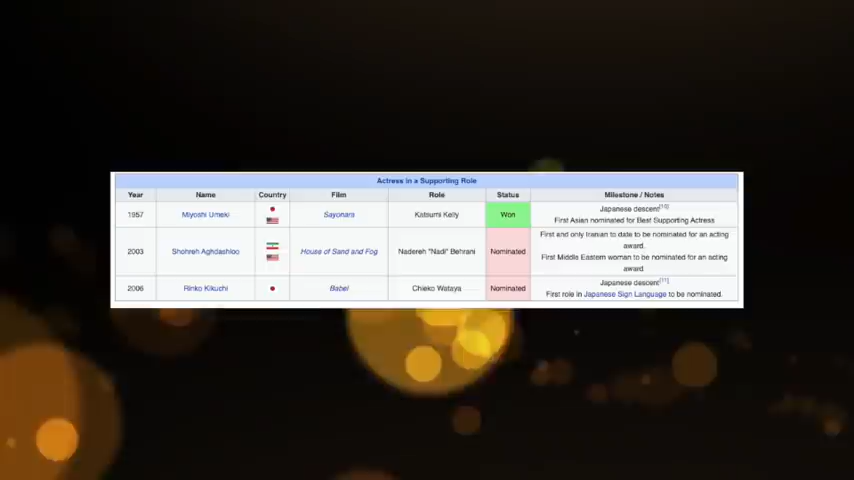 Actress in a Supporting Role
Year Name Country Film Role Status Milestone / Notes
1957 Miyoshi Umeki Sayonara Katsumi Kelly Won Japanese descent[10]
First Asian nominated for Best Supporting Actress
2003 Shohreh Aghdashloo House of Sand and Fog Nadereh "Nadi" Behrani Nominated First and only Iranian to date to be nominated for an acting
award.
First Middle Eastern woman to be nominated for an acting
award
2006 Rinko Kikuchi Babel Chieko Wataya Nominated Japanese descent[11]
First role in Japanese Sign Language to be nominated.